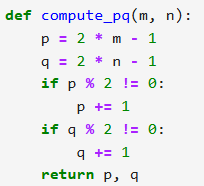 def compute_pq(m, n):
    p = 2 * m - 1
    q = 2 * n - 1
    if p % 2 != 0:
        p += 1
    if q % 2 != 0:
        q += 1
    return p, q